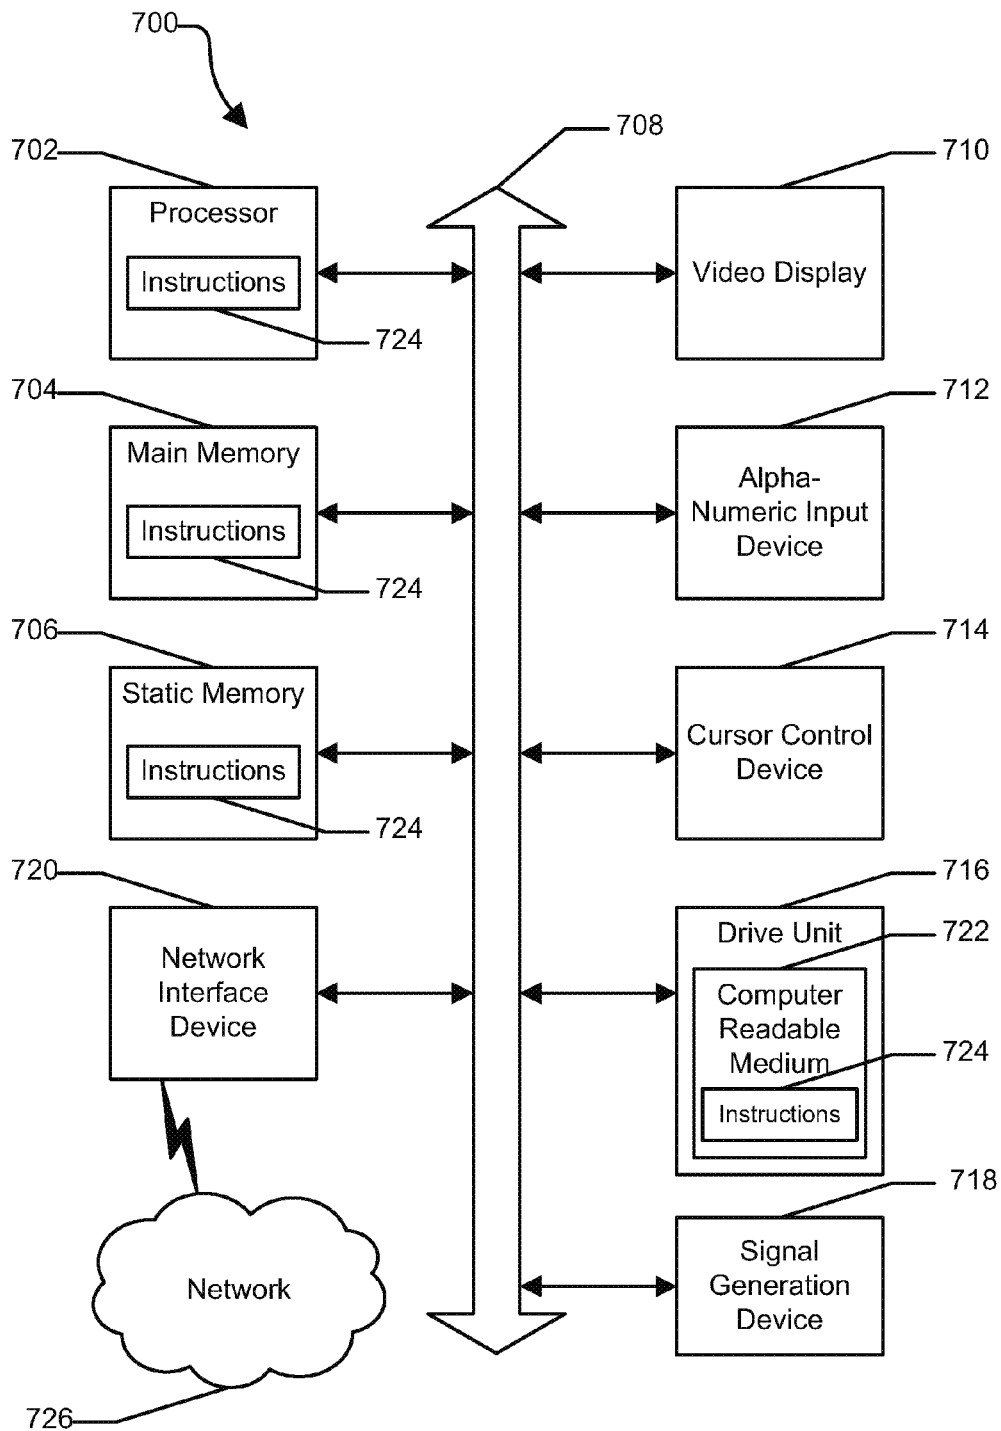 700
708
702
Processor
Instructions
724
710
Video Display
704
Main Memory
Instructions
724
712
Alpha-
Numeric Input
Device
706
Static Memory
Instructions
724
714
Cursor Control
Device
720
Network
Interface
Device
716
Drive Unit
722
Computer
Readable
Medium
724
Instructions
718
Signal
Generation
Device
Network
726